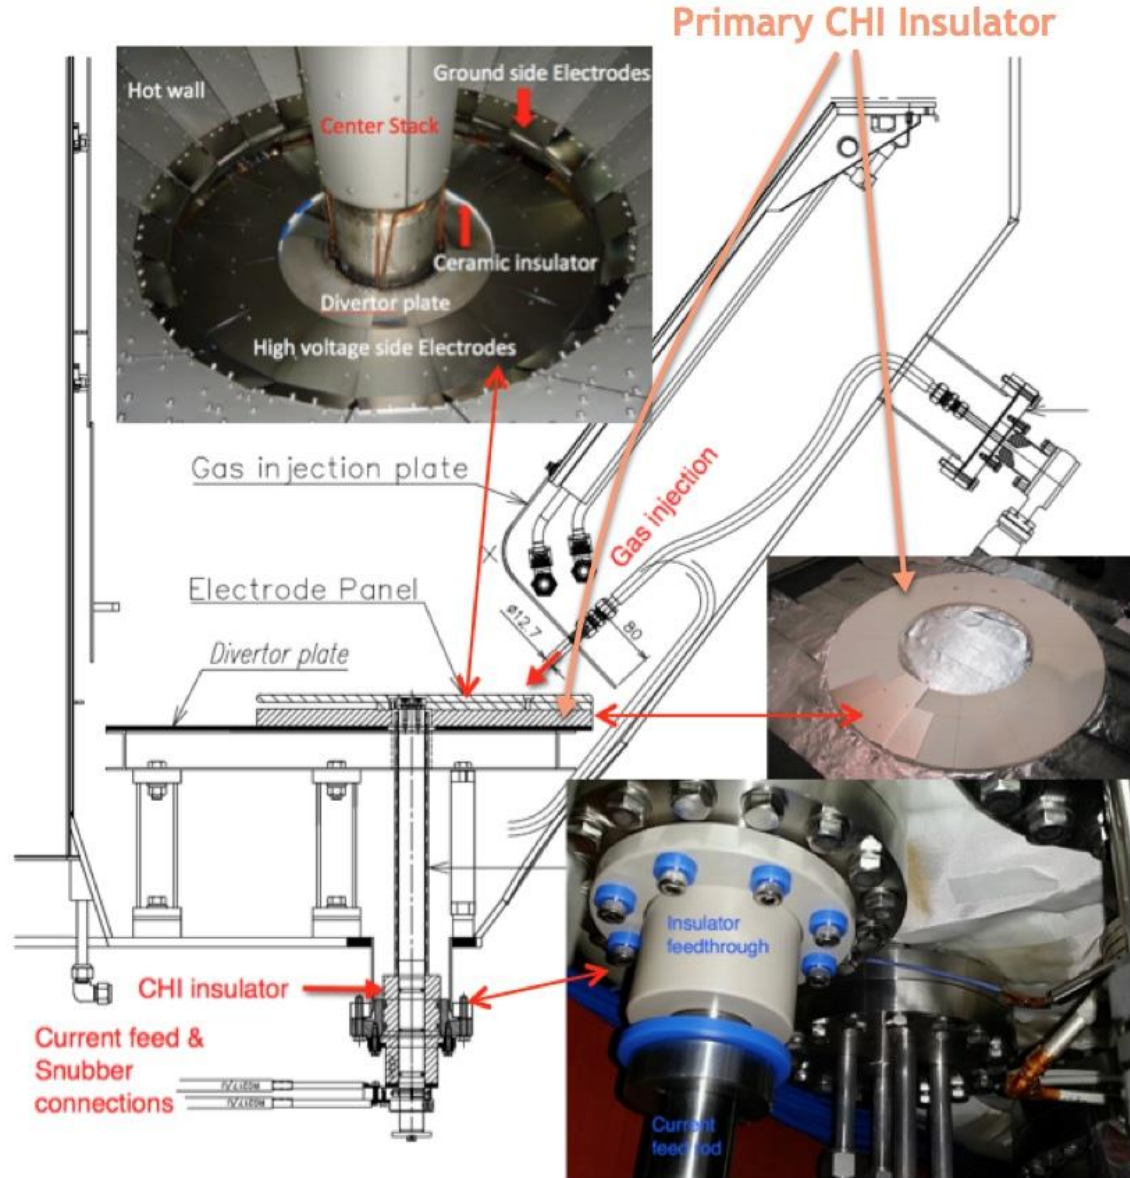 Primary CHI Insulator
Hot wall
Ground side Electrodes
Center Stack
Ceramic insulator
Divertor plate
High voltage side Electrodes
Gas injection plate
Gas injection
X
Electrode Panel
ø12.7
80
Divertor plate
Insulator
feedthrough
CHI insulator
Current feed &
Snubber
connections
RG217/U
RG217/U
Current
feed rod